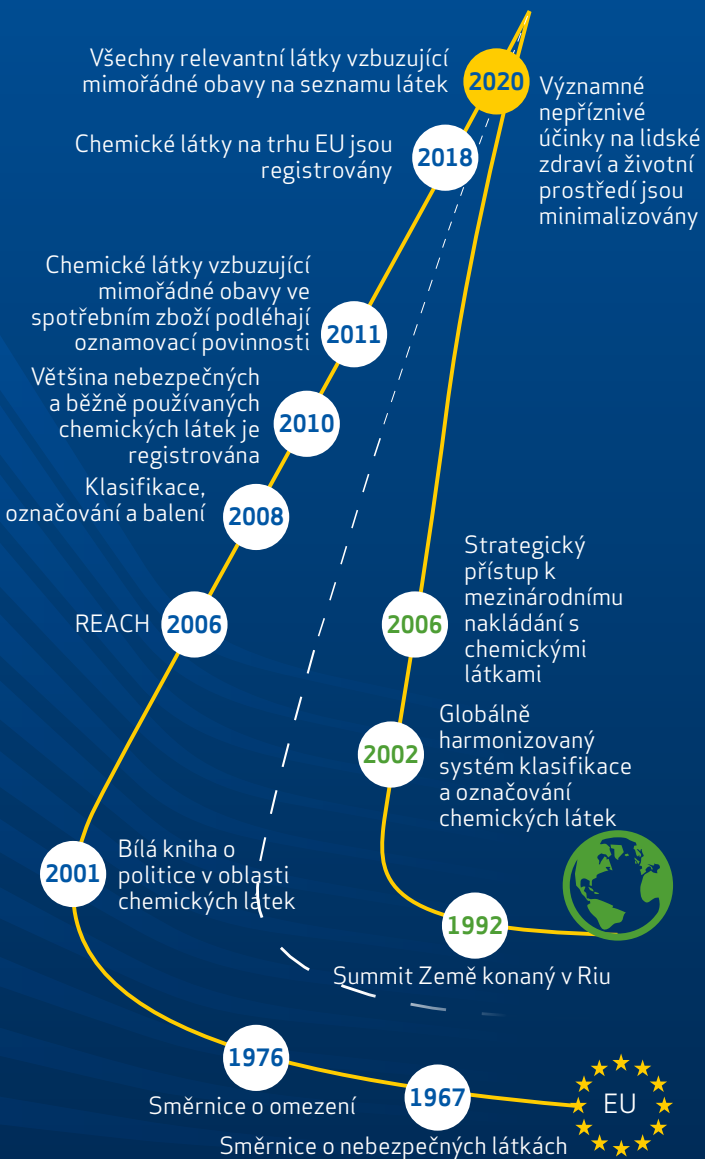 Všechny relevantní látky vzbuzující
mimořádné obavy na seznamu látek
2020
Významné
nepříznivé
účinky na lidské
zdraví a životní
prostředí jsou
minimalizovány
Chemické látky na trhu EU jsou
registrovány
2018
Chemické látky vzbuzující
mimořádné obavy ve
spotřebním zboží podléhají
oznamovací povinnosti
2011
Většina nebezpečných
a běžně používaných
chemických látek je
registrována
2010
Klasifikace,
označování a balení
2008
REACH
2006
2006
Strategický
přístup k
mezinárodnímu
nakládání s
chemickými
látkami
2002
Globálně
harmonizovaný
systém klasifikace
a označování
chemických látek
2001
Bílá kniha o
politice v oblasti
chemických látek
1992
Summit Země konaný v Riu
1976
Směrnice o omezení
1967
Směrnice o nebezpečných látkách
EU